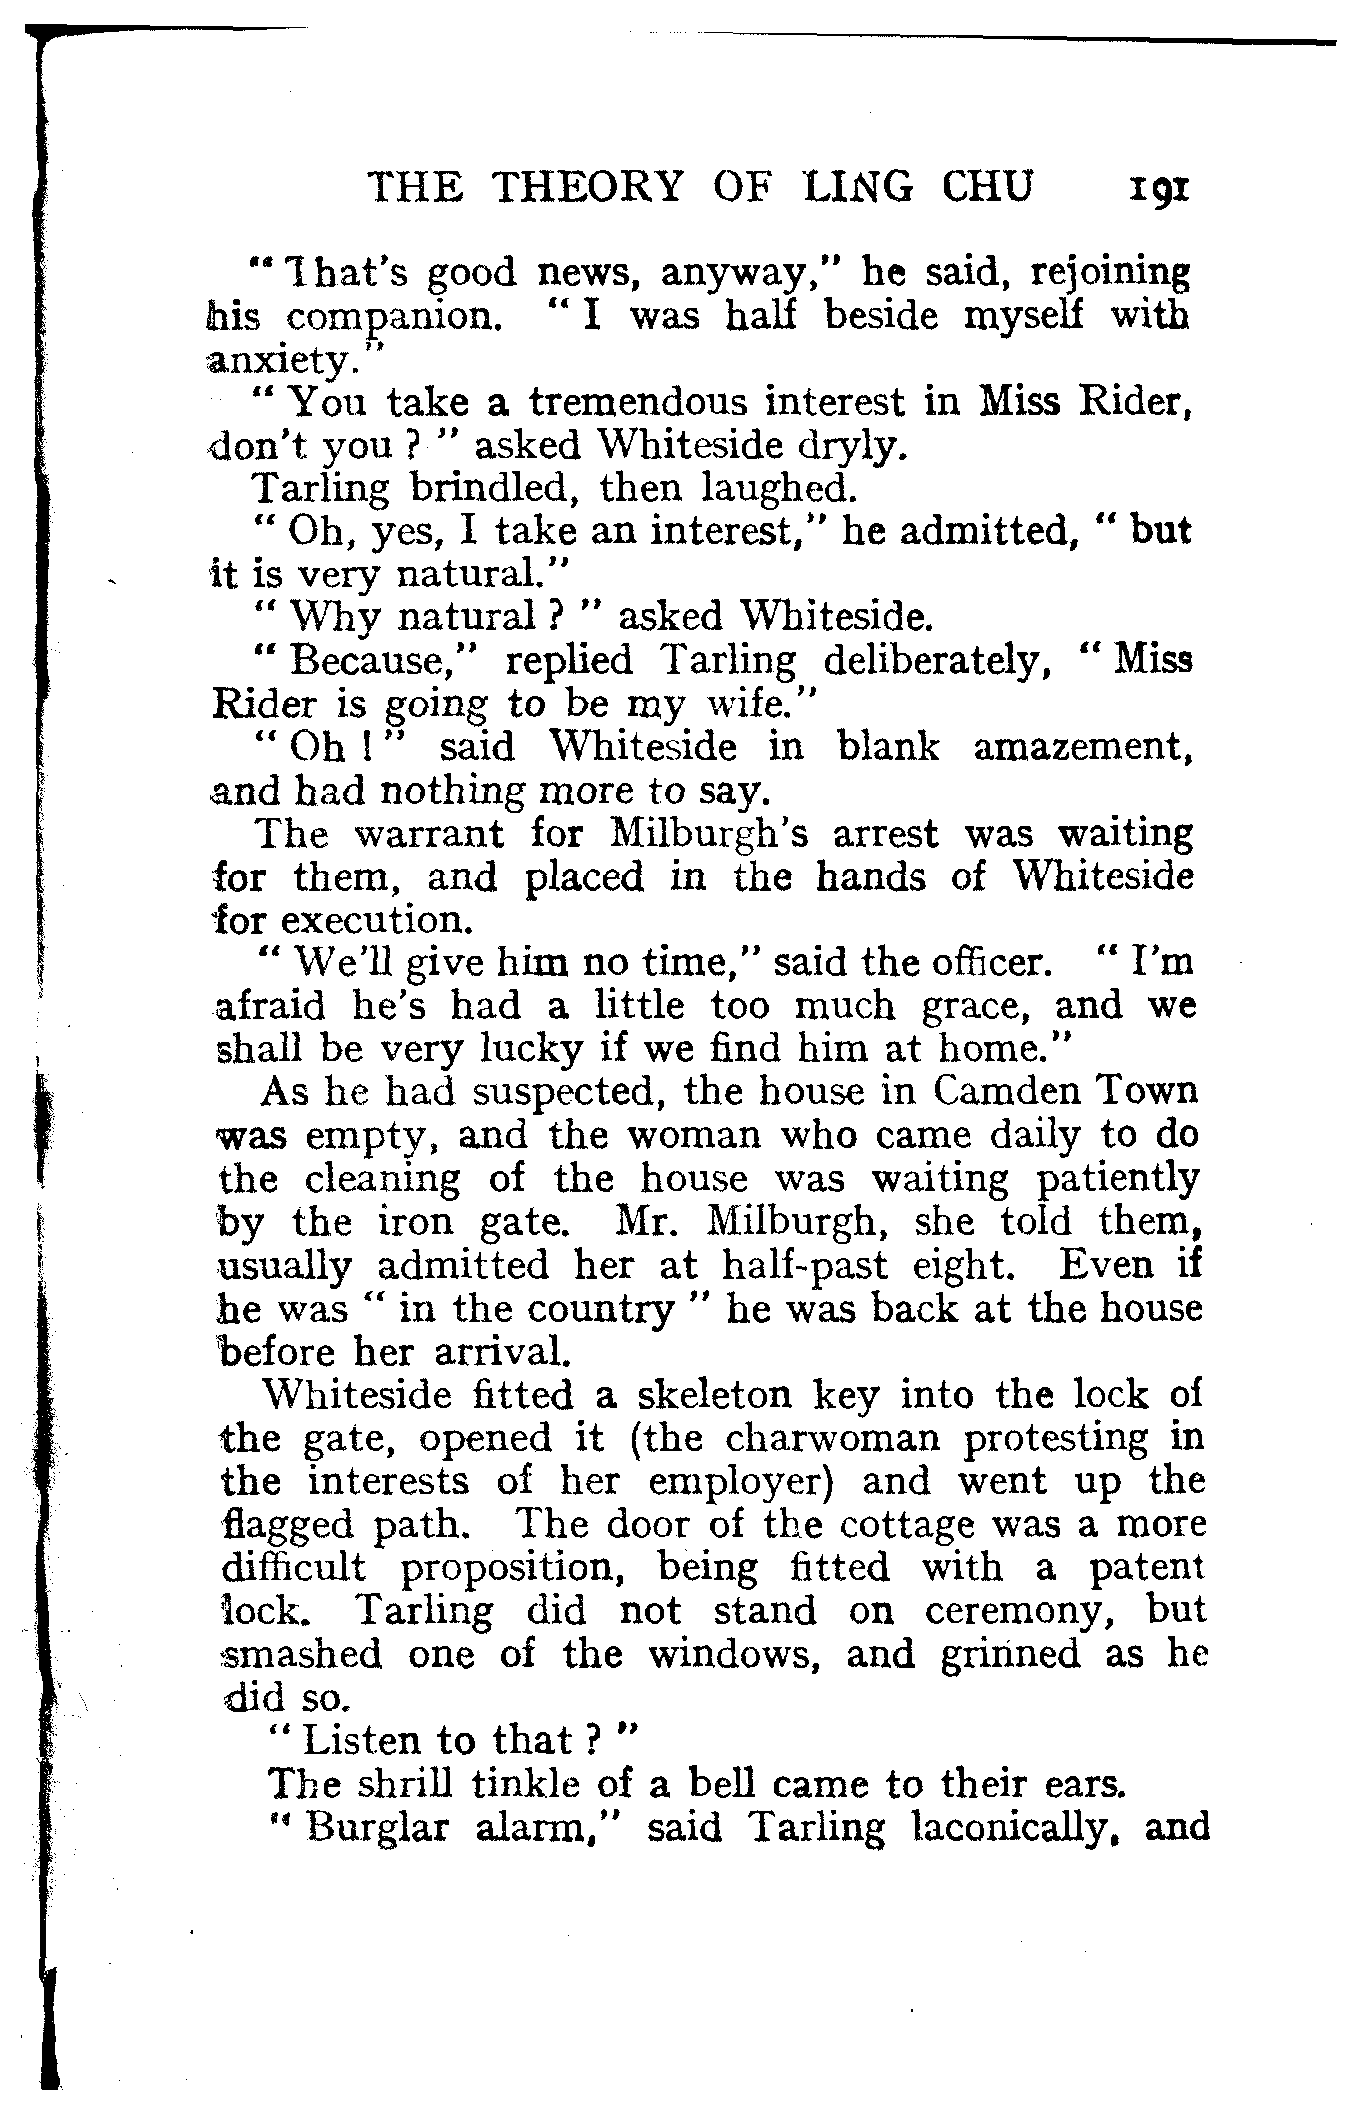 THE THEORY OF LING CHU 191
"That's good news, anyway," he said, rejoining
his companion. "I was half beside myself with
anxiety."
"You take a tremendous interest in Miss Rider,
don't you?" asked Whiteside dryly.
Tarling brindled, then laughed.
"Oh, yes, I take an interest," he admitted, "but
it is very natural."
"Why natural?" asked Whiteside.
"Because," replied Tarling deliberately, "Miss
Rider is going to be my wife."
"Oh!" said Whiteside in blank amazement,
and had nothing more to say.
The warrant for Milburgh's arrest was waiting
for them, and placed in the hands of Whiteside
for execution.
"We'll give him no time," said the officer. "I'm
afraid he's had a little too much grace, and we
shall be very lucky if we find him at home."
As he had suspected, the house in Camden Town
was empty, and the woman who came daily to do
the cleaning of the house was waiting patiently
by the iron gate. Mr. Milburgh, she told them,
usually admitted her at half-past eight. Even if
he was "in the country" he was back at the house
before her arrival.
Whiteside fitted a skeleton key into the lock of
the gate, opened it (the charwoman protesting in
the interests of her employer) and went up the
flagged path. The door of the cottage was a more
difficult proposition, being fitted with a patent
lock. Tarling did not stand on ceremony, but
smashed one of the windows, and grinned as he
did so.
"Listen to that?"
The shrill tinkle of a bell came to their ears.
"Burglar alarm," said Tarling laconically, and